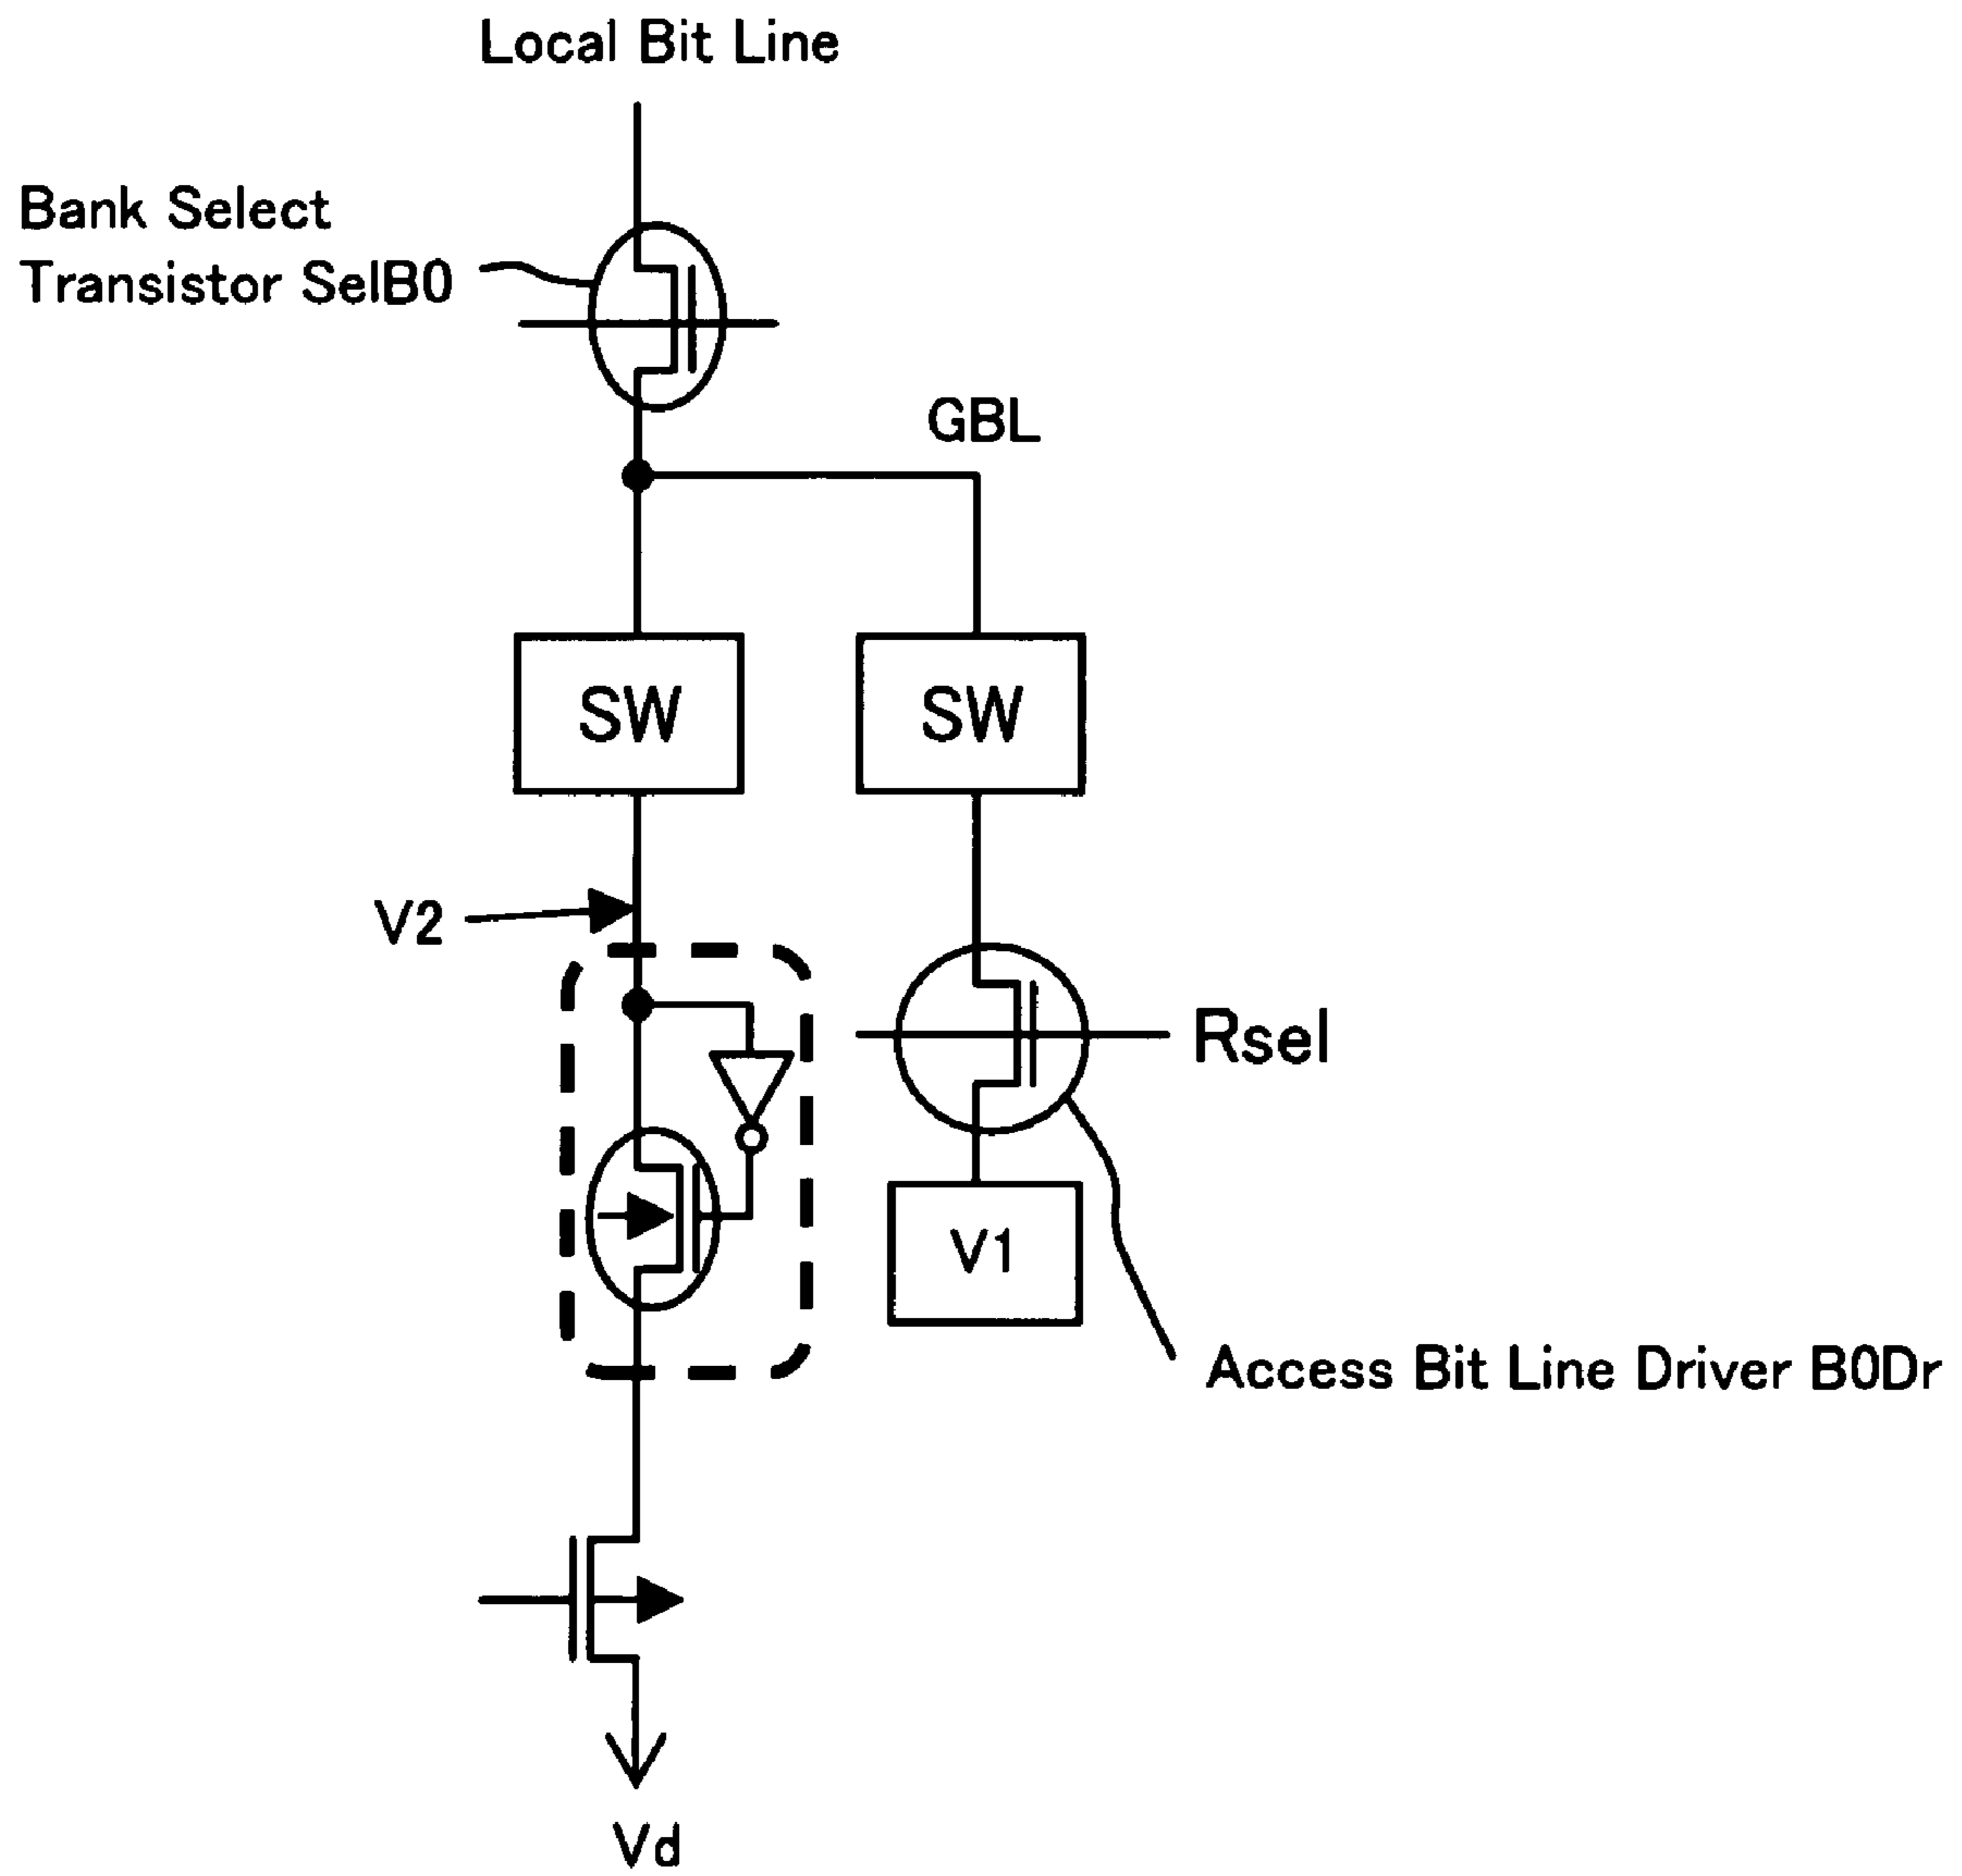 Local Bit Line
Bank Select
Transistor SelB0
GBL
SW
SW
V2
Rsel
V1
Access Bit Line Driver B0Dr
Vd